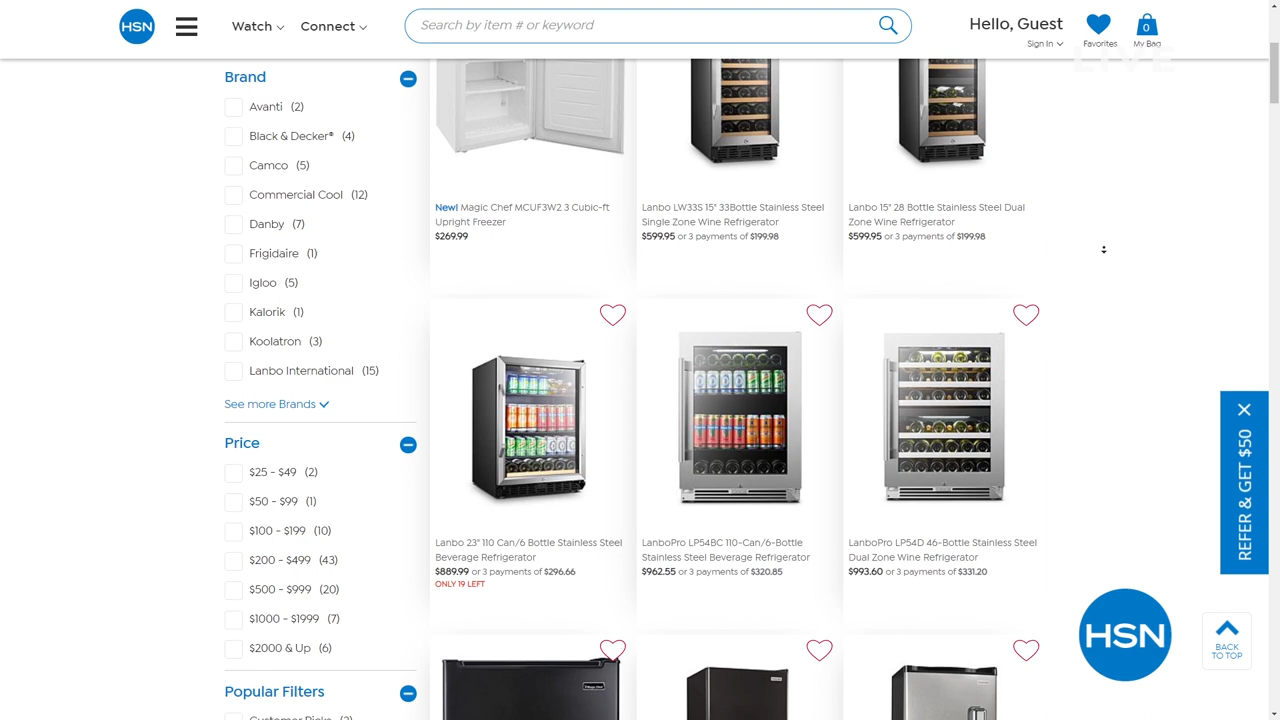 HSN
Watch
Connect
Search by item # or keyword
Hello, Guest
Sign In
Favorites
0
My Bag
LIVE
Brand
Avanti (2)
Black & Decker® (4)
Camco (5)
Commercial Cool (12)
Danby (7)
Frigidaire (1)
Igloo (5)
Kalorik (1)
Koolatron (3)
Lanbo International (15)
See more Brands
Price
$25 - $49 (2)
$50 - $99 (1)
$100 - $199 (10)
$200 - $499 (43)
$500 - $999 (20)
$1000 - $1999 (7)
$2000 & Up (6)
Popular Filters
Customer Picks (2)
New! Magic Chef MCUF3W2 3 Cubic-ft
Upright Freezer
$269.99
Lanbo LW33S 15" 33Bottle Stainless Steel
Single Zone Wine Refrigerator
$599.95 or 3 payments of $199.98
Lanbo 15" 28 Bottle Stainless Steel Dual
Zone Wine Refrigerator
$599.95 or 3 payments of $199.98
Lanbo 23" 110 Can/6 Bottle Stainless Steel
Beverage Refrigerator
$889.99 or 3 payments of $296.66
ONLY 19 LEFT
LanboPro LP54BC 110-Can/6-Bottle
Stainless Steel Beverage Refrigerator
$962.55 or 3 payments of $320.85
LanboPro LP54D 46-Bottle Stainless Steel
Dual Zone Wine Refrigerator
$993.60 or 3 payments of $331.20
REFER & GET $50
HSN
BACK
TO TOP